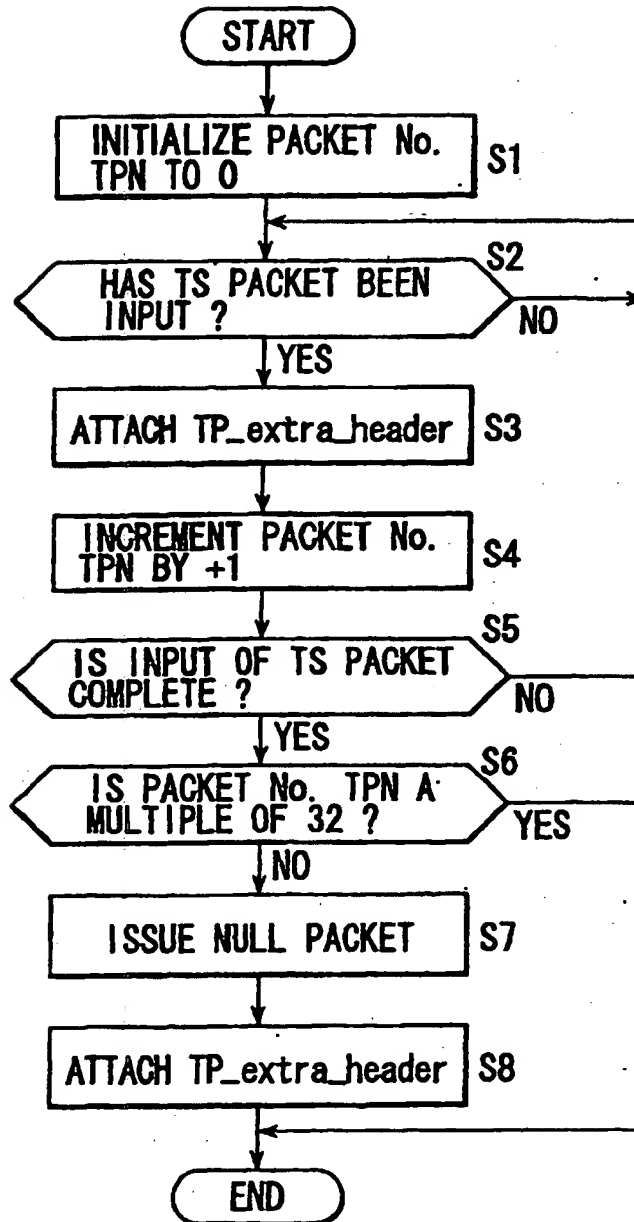 START
INITIALIZE PACKET No.
TPN TO 0
S1
S2
HAS TS PACKET BEEN
INPUT ?
NO
YES
ATTACH TP_extra_header
S3
INCREMENT PACKET No.
TPN BY +1
S4
S5
IS INPUT OF TS PACKET
COMPLETE ?
NO
YES
S6
IS PACKET No. TPN A
MULTIPLE OF 32 ?
YES
NO
ISSUE NULL PACKET
S7
ATTACH TP_extra_header
S8
END